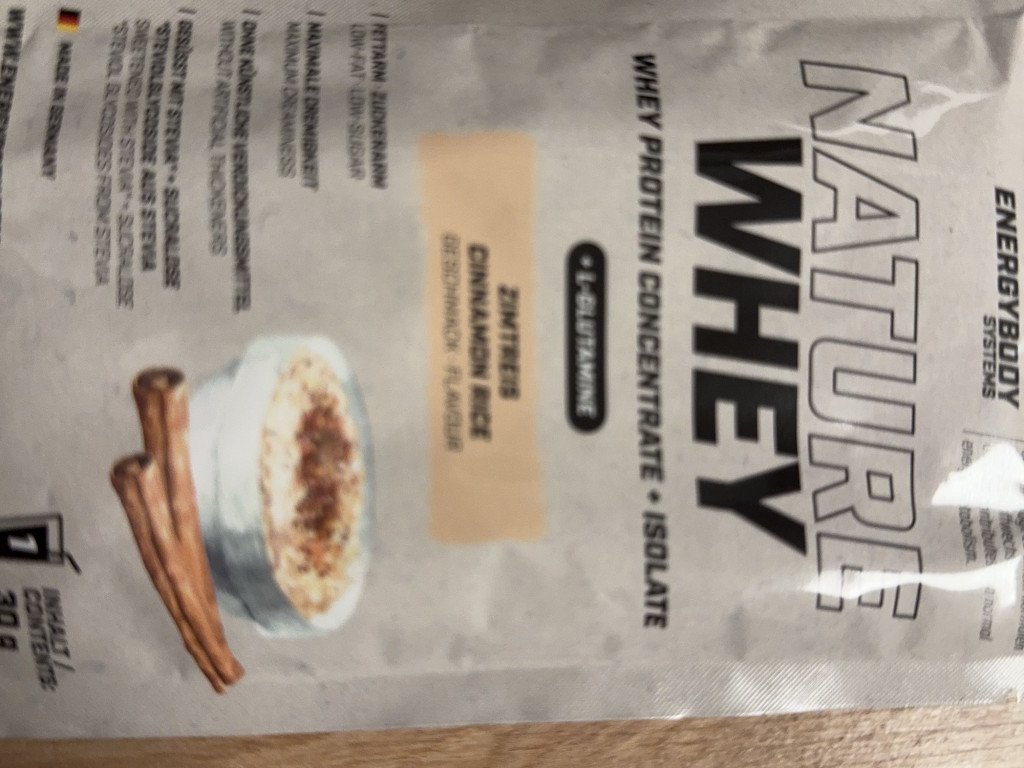 ENERGYBODY
SYSTEMS
NATURE
WHEY
WHEY PROTEIN CONCENTRATE + ISOLATE
+ L-GLUTAMINE
ZIMTREIS
CINNAMON RICE
GESCHMACK · FLAVOUR
/ FETTARM · ZUCKERARM
LOW-FAT · LOW-SUGAR
/ MAXIMALE CREMIGKEIT
MAXIMUM CREAMINESS
/ OHNE KÜNSTLICHE VERDICKUNGSMITTEL
WITHOUT ARTIFICIAL THICKENERS
/ GESÜSST MIT STEVIA* + SUCRALOSE
*STEVIOLGLYCOSIDE AUS STEVIA
SWEETENED WITH STEVIA* + SUCRALOSE
*STEVIOL GLYCOSIDES FROM STEVIA
MADE IN GERMANY
1
INHALT /
CONTENTS:
30 g
normal